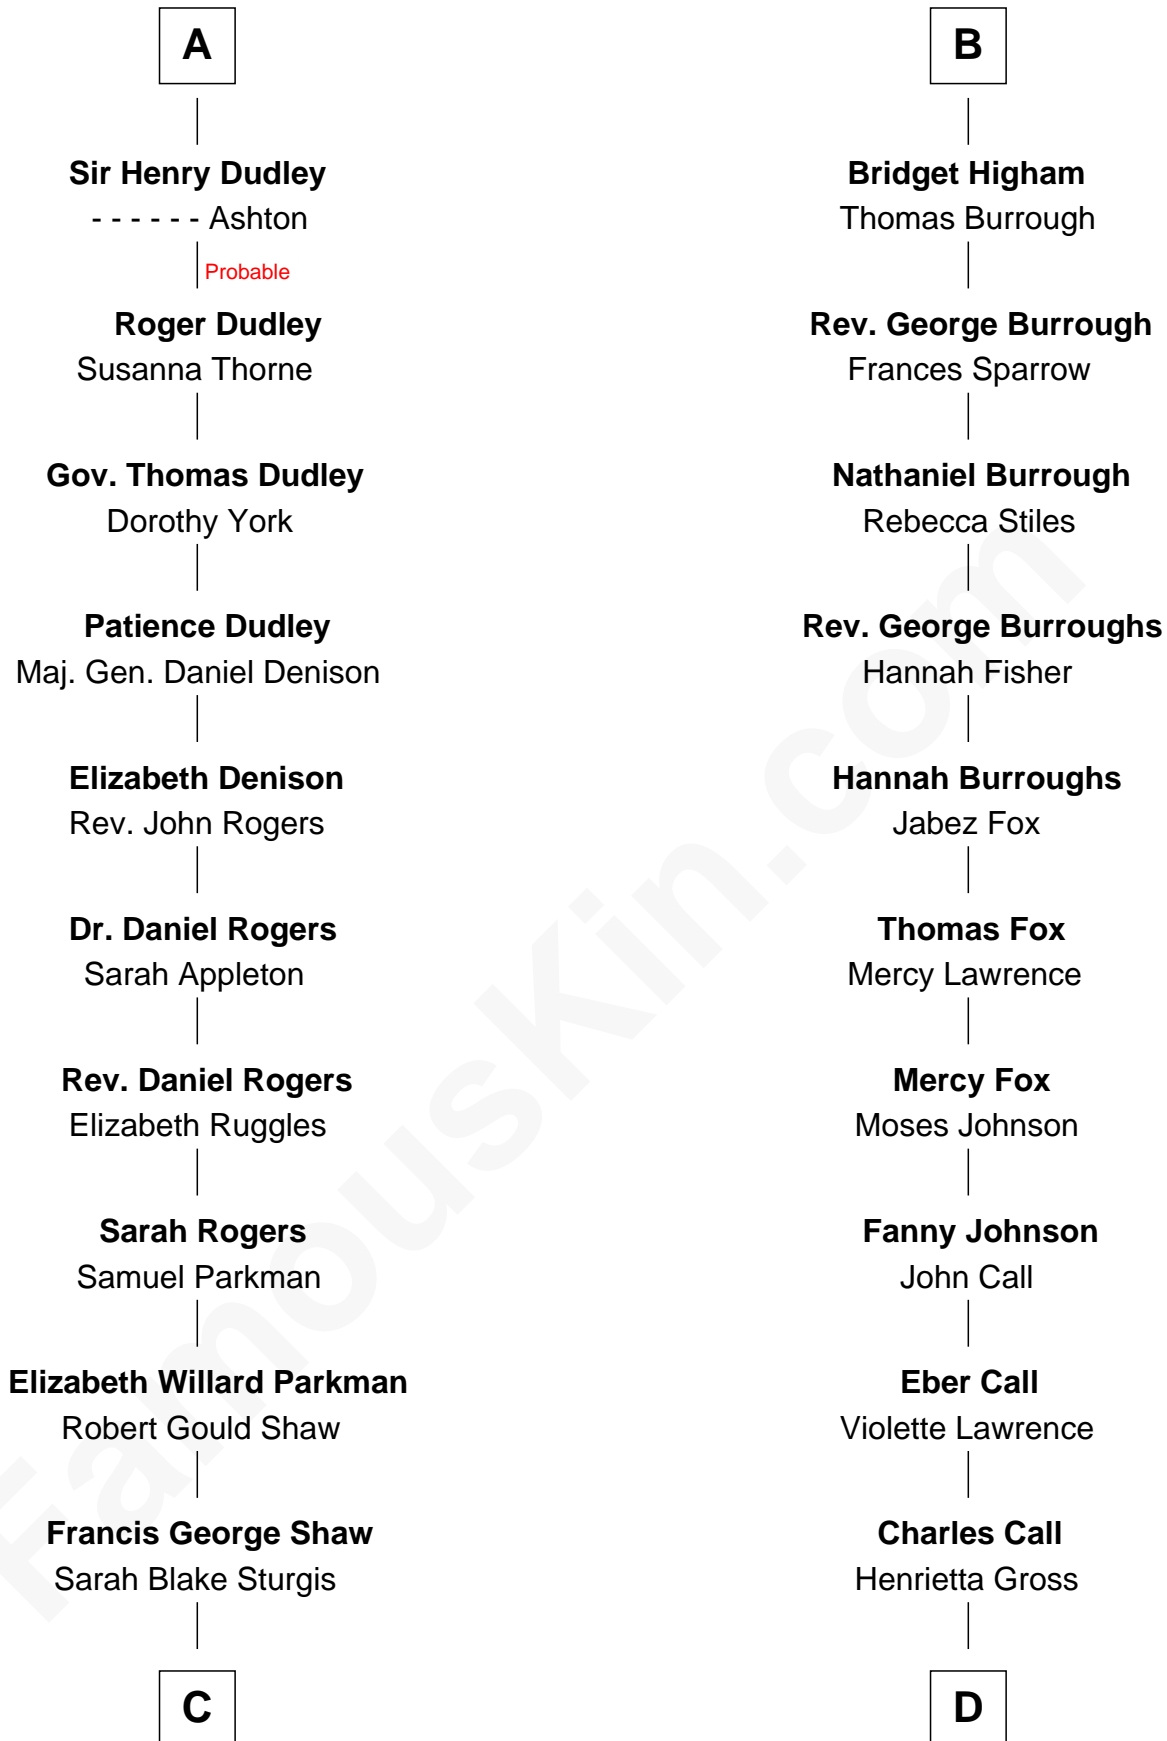 A
Sir Henry Dudley
- - - - - - Ashton
Probable
Roger Dudley
Susanna Thorne
Gov. Thomas Dudley
Dorothy York
Patience Dudley
Maj. Gen. Daniel Denison
Elizabeth Denison
Rev. John Rogers
Dr. Daniel Rogers
Sarah Appleton
Rev. Daniel Rogers
Elizabeth Ruggles
Sarah Rogers
Samuel Parkman
Elizabeth Willard Parkman
Robert Gould Shaw
Francis George Shaw
Sarah Blake Sturgis
C
B
Bridget Higham
Thomas Burrough
Rev. George Burrough
Frances Sparrow
Nathaniel Burrough
Rebecca Stiles
Rev. George Burroughs
Hannah Fisher
Hannah Burroughs
Jabez Fox
Thomas Fox
Mercy Lawrence
Mercy Fox
Moses Johnson
Fanny Johnson
John Call
Eber Call
Violette Lawrence
Charles Call
Henrietta Gross
D
FamousKin.com